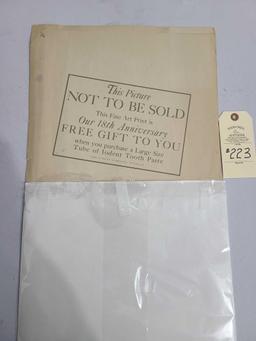 This Picture
NOT TO BE SOLD
This Fine Art Print is
Our 18th Anniversary
FREE GIFT TO YOU
when you purchase a Large Size
Tube of Iodent Tooth Paste
#223